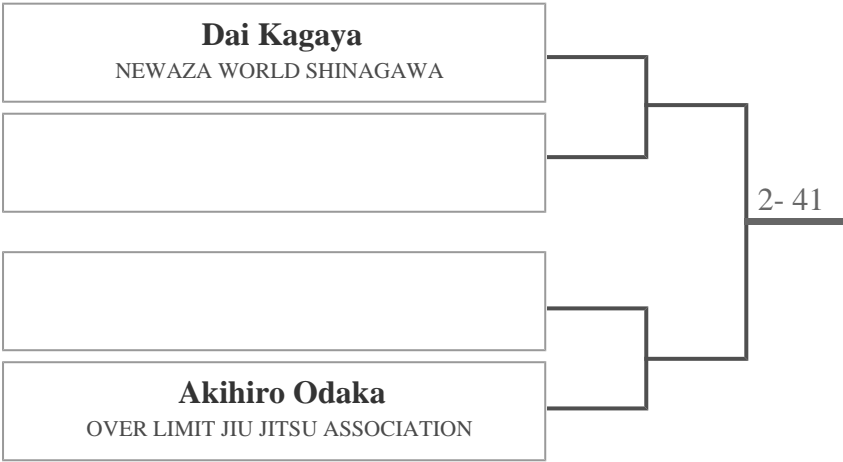 Dai Kagaya
NEWAZA WORLD SHINAGAWA
2- 41
Akihiro Odaka
OVER LIMIT JIU JITSU ASSOCIATION